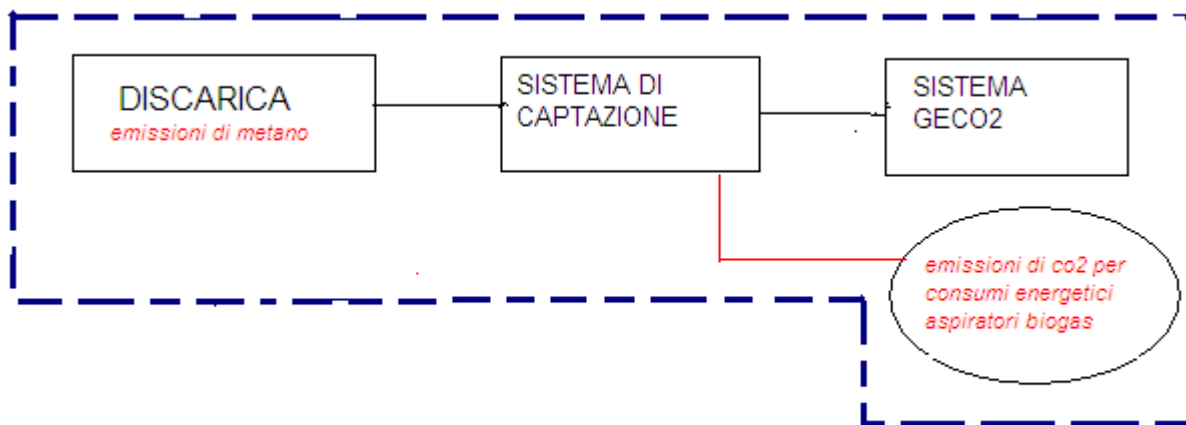 DISCARICA
emissioni di metano
SISTEMA DI
CAPTAZIONE
SISTEMA
GECO2
emissioni di co2 per
consumi energetici
aspiratori biogas